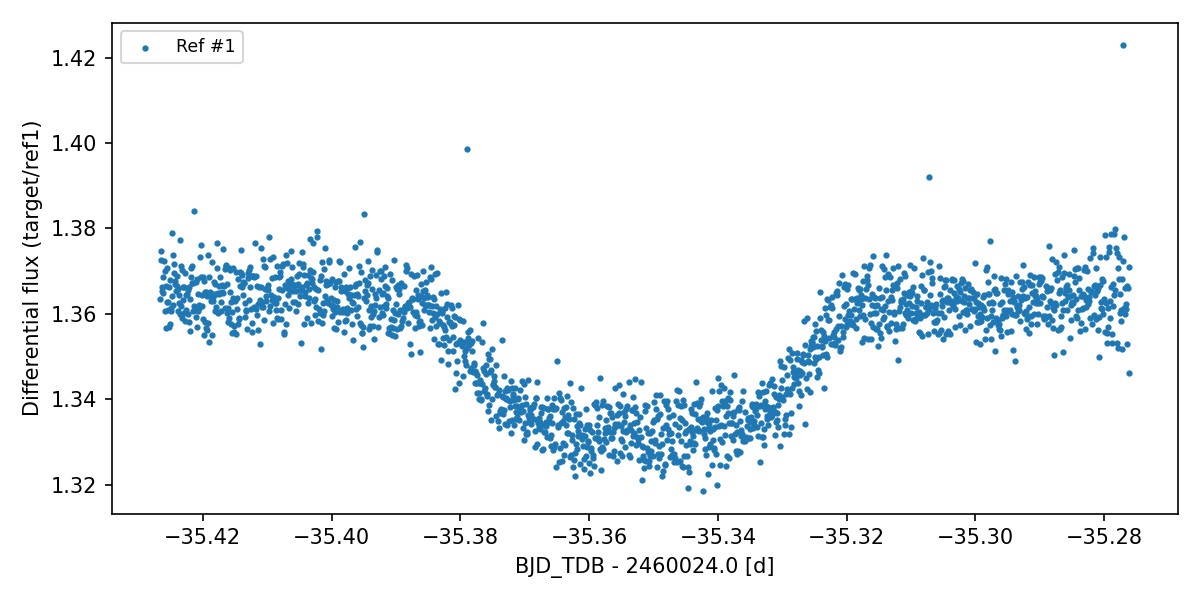 Ref #1
Differential flux (target/ref1)
1.42
1.40
1.38
1.36
1.34
1.32
−35.42 −35.40 −35.38 −35.36 −35.34 −35.32 −35.30 −35.28
BJD_TDB - 2460024.0 [d]